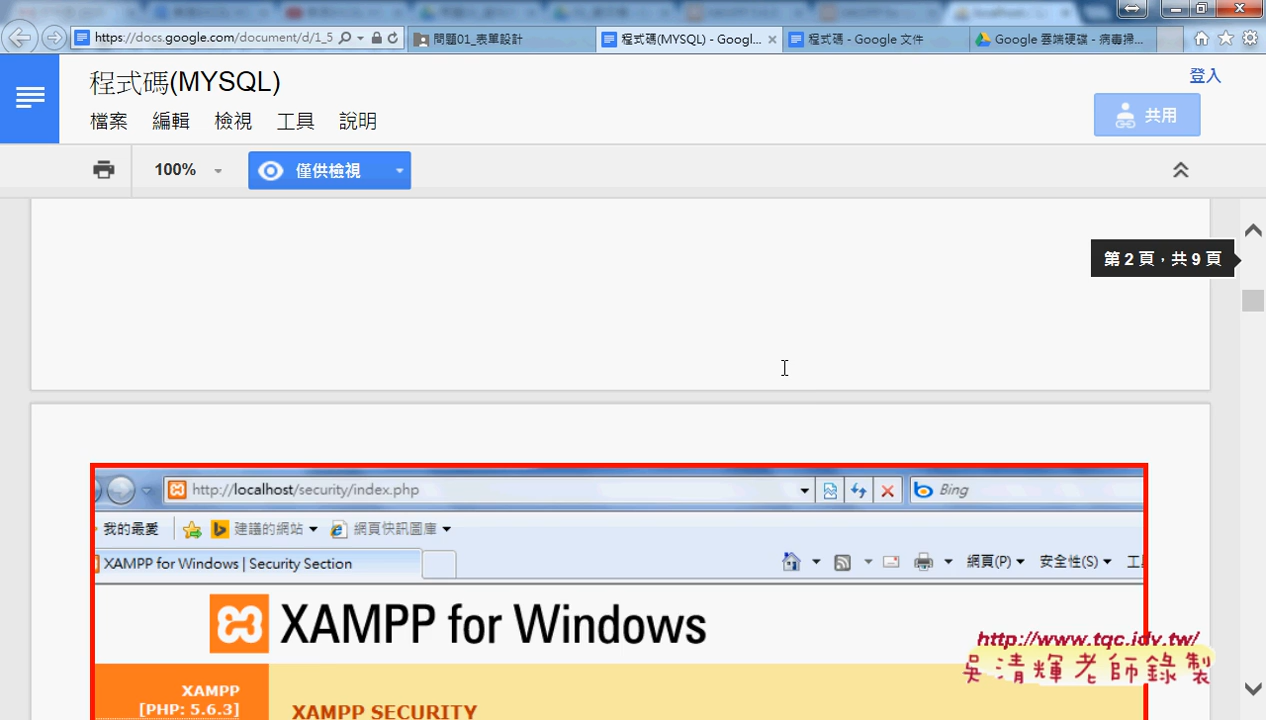 https://docs.google.com/document/d/1_5
問題01_表單設計
程式碼(MYSQL) - Googl...
程式碼 - Google 文件
Google 雲端硬碟 - 病毒掃...
程式碼(MYSQL)
登入
檔案 編輯 檢視 工具 說明
共用
100%
僅供檢視
第 2 頁，共 9 頁
http://localhost/security/index.php
Bing
我的最愛
建議的網站
網頁快訊圖庫
XAMPP for Windows | Security Section
網頁(P)
安全性(S)
XAMPP for Windows
http://www.tqc.idv.tw/
吳清輝老師錄製
XAMPP
[PHP: 5.6.3]
XAMPP SECURITY